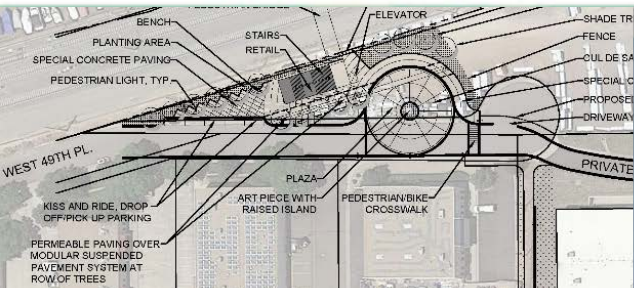 PEDESTRIAN BRIDGE
BENCH
ELEVATOR
STAIRS
SHADE TR
PLANTING AREA
RETAIL
FENCE
SPECIAL CONCRETE PAVING
CUL DE SA
PEDESTRIAN LIGHT, TYP.
SPECIAL C
PROPOSE
DRIVEWAY
WEST 49TH PL.
PRIVATE
PLAZA
KISS AND RIDE, DROP
OFF/PICK UP PARKING
ART PIECE WITH
RAISED ISLAND
PEDESTRIAN/BIKE
CROSSWALK
PERMEABLE PAVING OVER
MODULAR SUSPENDED
PAVEMENT SYSTEM AT
ROW OF TREES